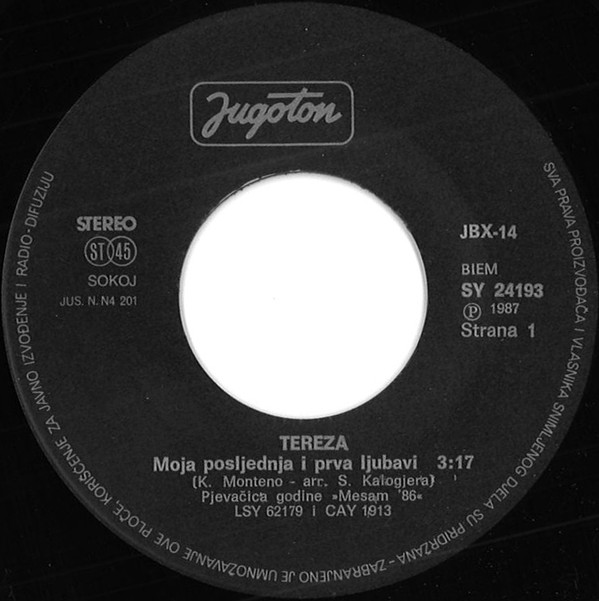 Jugoton
STEREO
ST 45
SOKOJ
JUS. N. N4 201
JBX-14
BIEM
SY 24193
Ⓟ 1987
Strana 1
TEREZA
Moja posljednja i prva ljubavi 3:17
(K. Monteno - arr. S. Kalogjera)
Pjevačica godine »Mesam '86«
LSY 62179 i CAY 1913
SVA PRAVA PROIZVOĐAČA I VLASNIKA SNIMLJENOG DJELA SU PRIDRŽANA - ZABRANJENO JE UMNOŽAVANJE OVE PLOČE, KORIŠĆENJE ZA JAVNO IZVOĐENJE I RADIO-DIFUZIJU